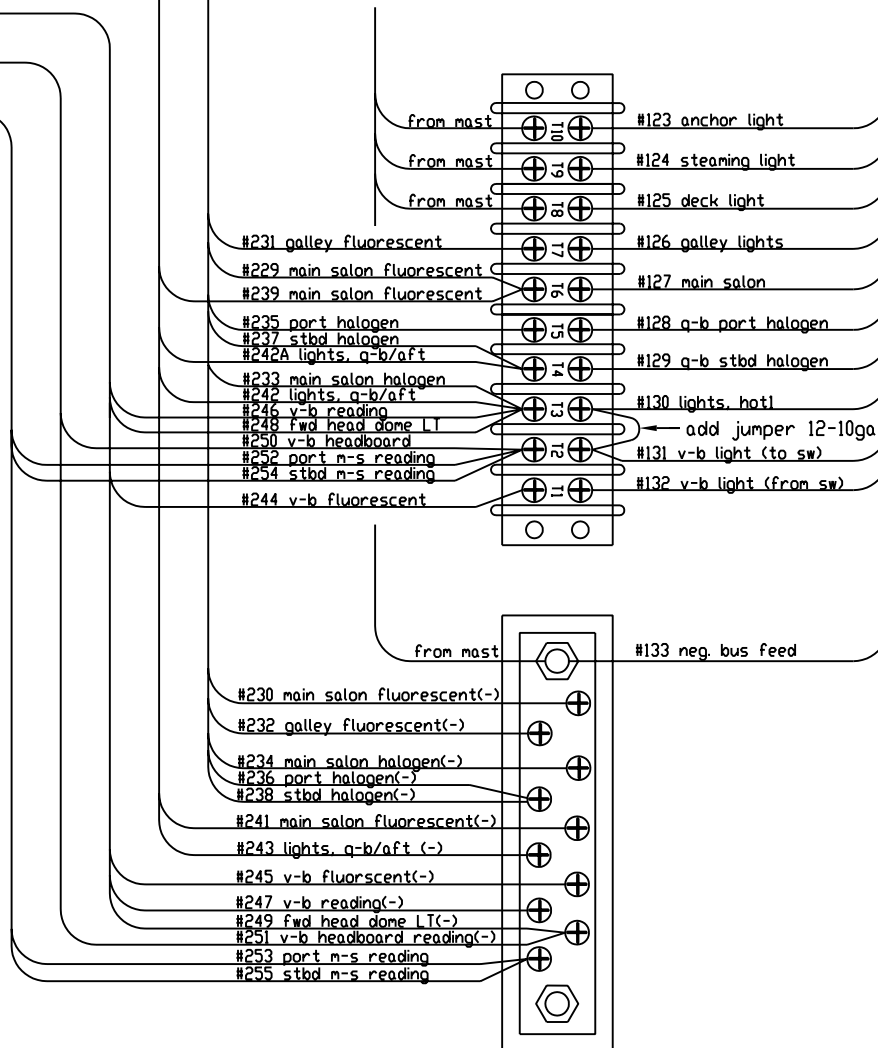 from mast T10 #123 anchor light
from mast T9 #124 steaming light
from mast T8 #125 deck light
#231 galley fluorescent T7 #126 galley lights
#229 main salon fluorescent
T6 #127 main salon
#239 main salon fluorescent
#235 port halogen T5 #128 q-b port halogen
#237 stbd halogen
#242A lights, q-b/aft T4 #129 q-b stbd halogen
#233 main salon halogen
#242 lights, q-b/aft
T3 #130 lights, hot1
#246 v-b reading
#248 fwd head dome LT
add jumper 12-10ga
#250 v-b headboard
T2 #131 v-b light (to sw)
#252 port m-s reading
#254 stbd m-s reading
T1 #132 v-b light (from sw)
#244 v-b fluorescent
from mast #133 neg. bus feed
#230 main salon fluorescent(-)
#232 galley fluorescent(-)
#234 main salon halogen(-)
#236 port halogen(-)
#238 stbd halogen(-)
#241 main salon fluorescent(-)
#243 lights, q-b/aft (-)
#245 v-b fluorscent(-)
#247 v-b reading(-)
#249 fwd head dome LT(-)
#251 v-b headboard reading(-)
#253 port m-s reading
#255 stbd m-s reading